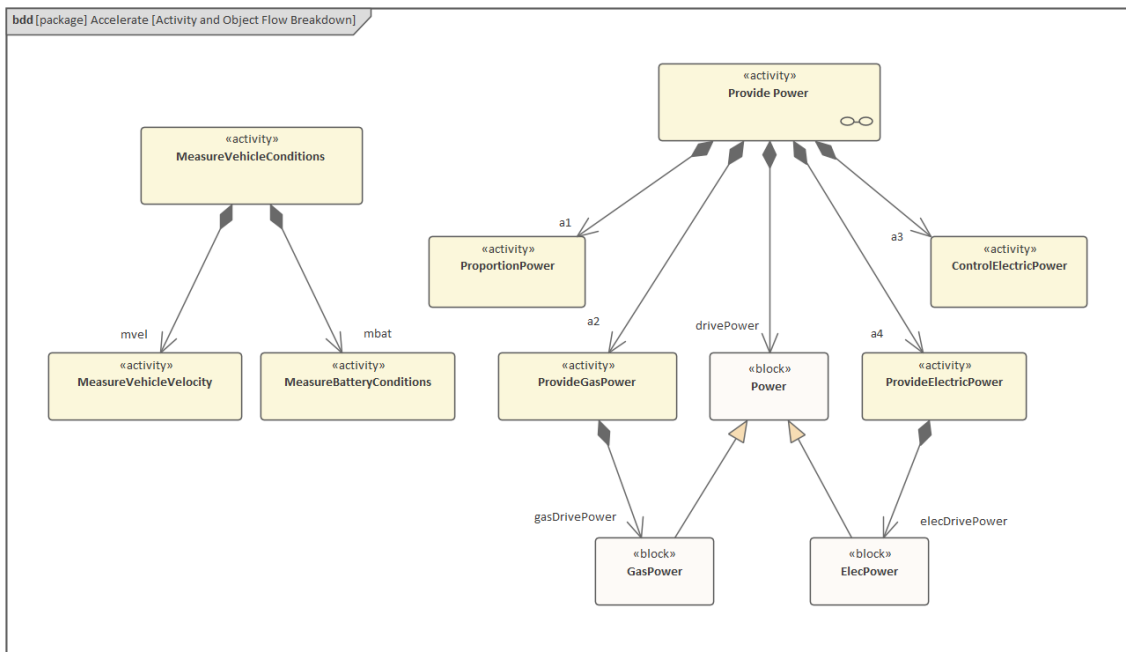 bdd [package] Accelerate [Activity and Object Flow Breakdown]
«activity»
Provide Power
«activity»
MeasureVehicleConditions
a1
a3
«activity»
ProportionPower
«activity»
ControlElectricPower
a2
drivePower
a4
mvel
mbat
«activity»
MeasureVehicleVelocity
«activity»
MeasureBatteryConditions
«activity»
ProvideGasPower
«block»
Power
«activity»
ProvideElectricPower
gasDrivePower
elecDrivePower
«block»
GasPower
«block»
ElecPower